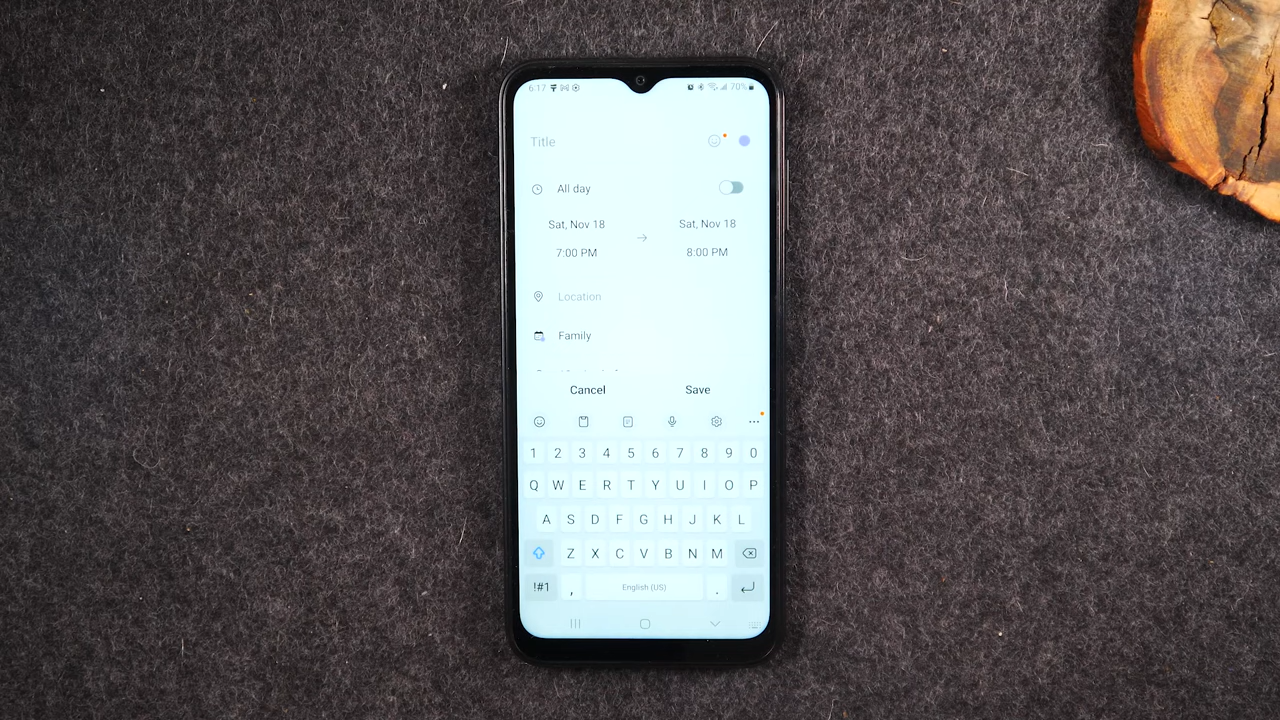 6:17 70%
Title
All day
Sat, Nov 18 Sat, Nov 18
7:00 PM 8:00 PM
Location
Family
Cancel Save
1 2 3 4 5 6 7 8 9 0
Q W E R T Y U I O P
A S D F G H J K L
Z X C V B N M
!#1 , English (US) .